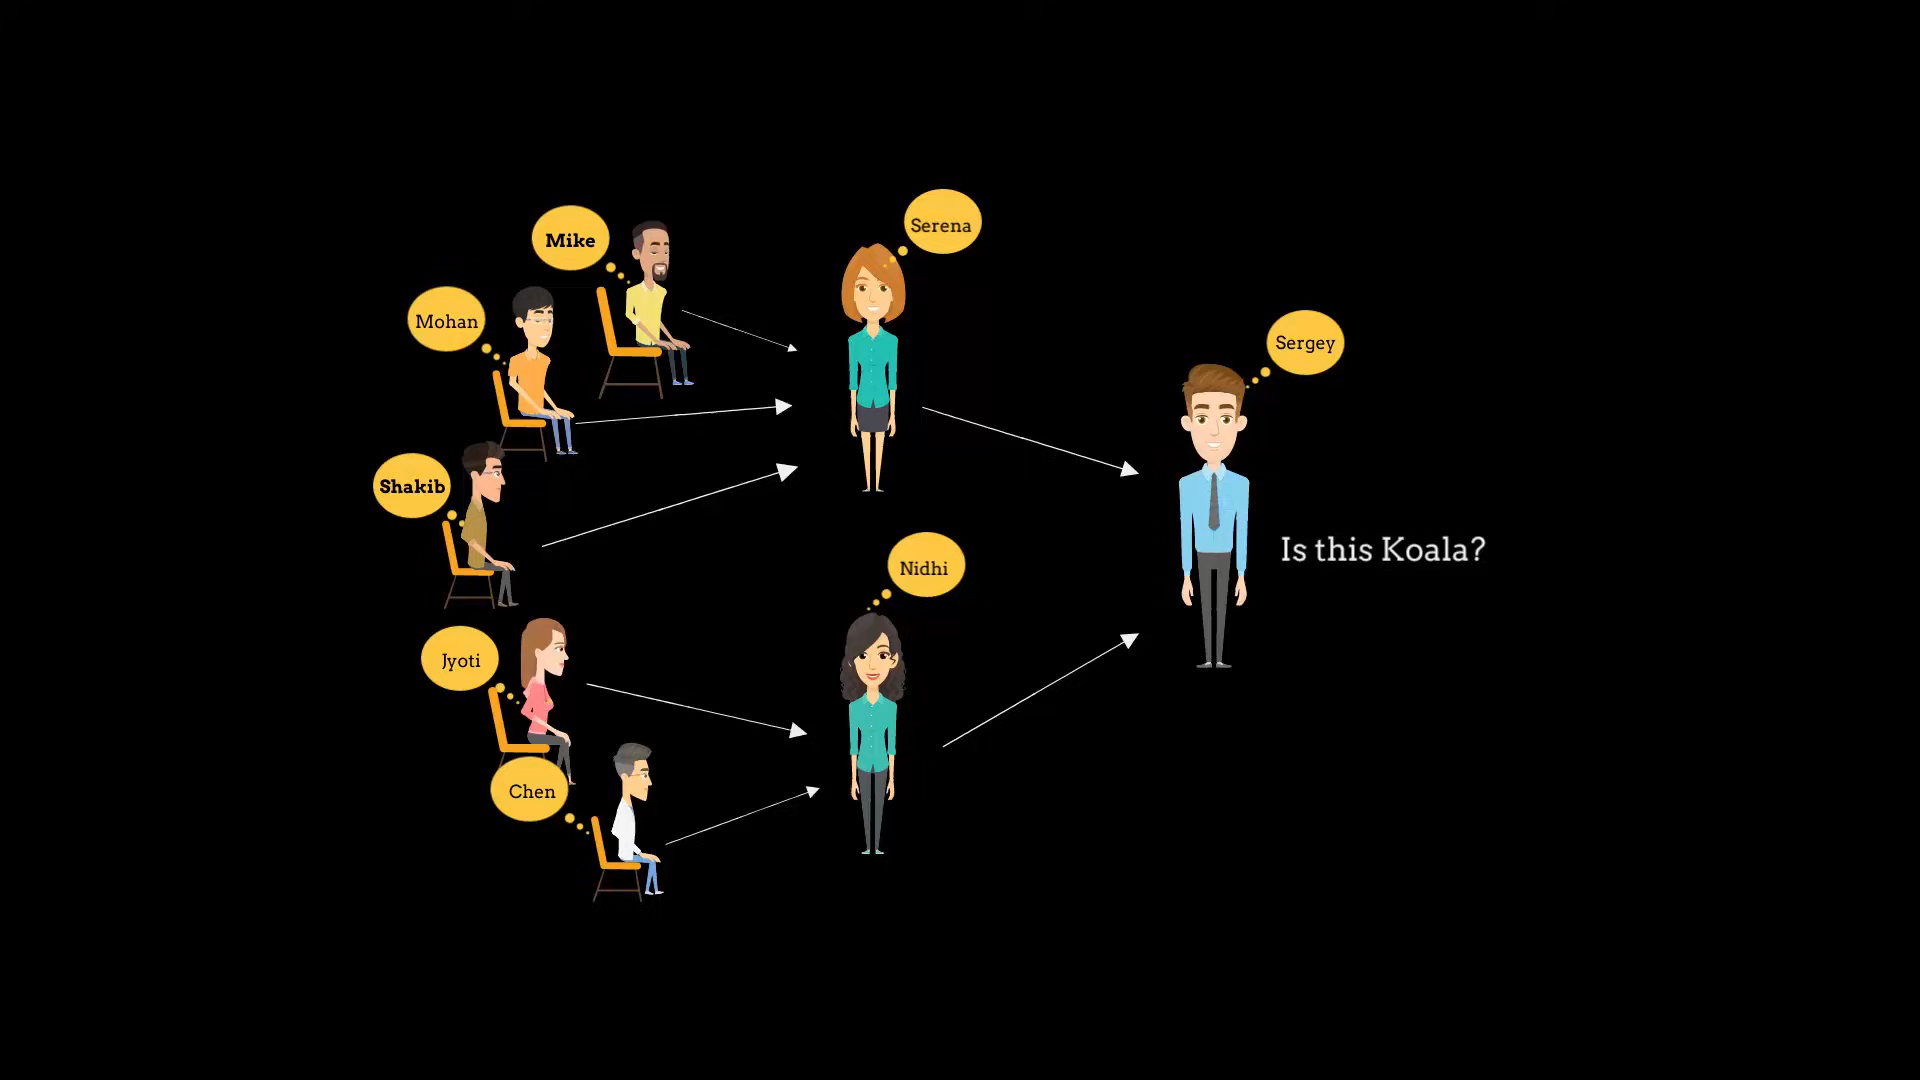 Serena
Mike
Mohan
Sergey
Shakib
Is this Koala?
Nidhi
Jyoti
Chen